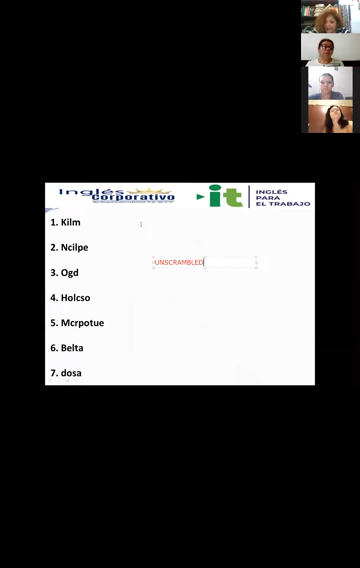 Inglés
Corporativo
it
INGLÉS
PARA
EL TRABAJO
1. Kilm
2. Ncilpe
UNSCRAMBLED
3. Ogd
4. Holcso
5. Mcrpotue
6. Belta
7. dosa